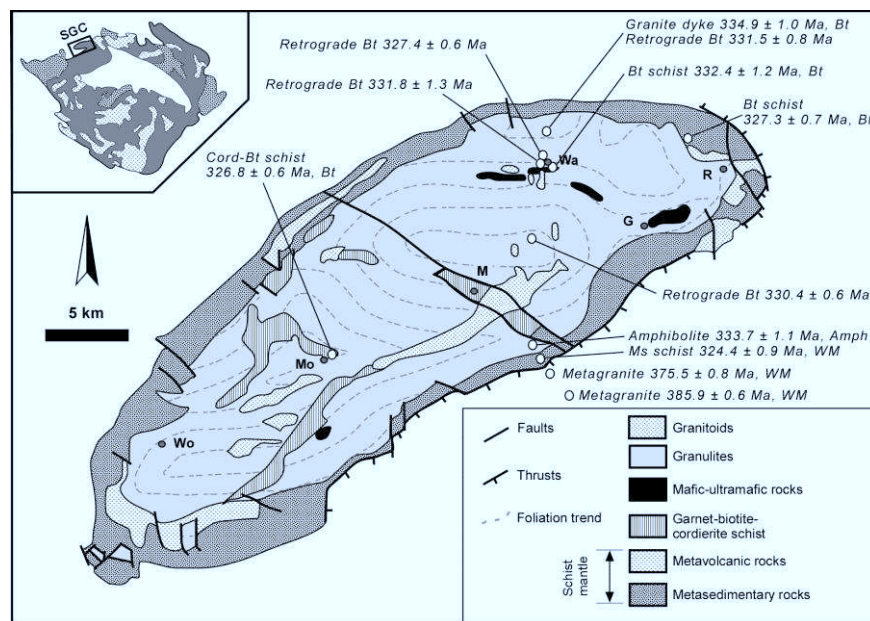 SGC
Granite dyke 334.9 ± 1.0 Ma, Bt
Retrograde Bt 327.4 ± 0.6 Ma
Retrograde Bt 331.5 ± 0.8 Ma
Retrograde Bt 331.8 ± 1.3 Ma
Bt schist 332.4 ± 1.2 Ma, Bt
Bt schist
327.3 ± 0.7 Ma, Bt
Cord-Bt schist
326.8 ± 0.6 Ma, Bt
Wa
R
G
M
5 km
Retrograde Bt 330.4 ± 0.6 Ma
Amphibolite 333.7 ± 1.1 Ma, Amph
Ms schist 324.4 ± 0.9 Ma, WM
Mo
Metagranite 375.5 ± 0.8 Ma, WM
Metagranite 385.9 ± 0.6 Ma, WM
Wo
Faults
Thrusts
Foliation trend
Granitoids
Granulites
Mafic-ultramafic rocks
Garnet-biotite-
cordierite schist
Schist
mantle
Metavolcanic rocks
Metasedimentary rocks